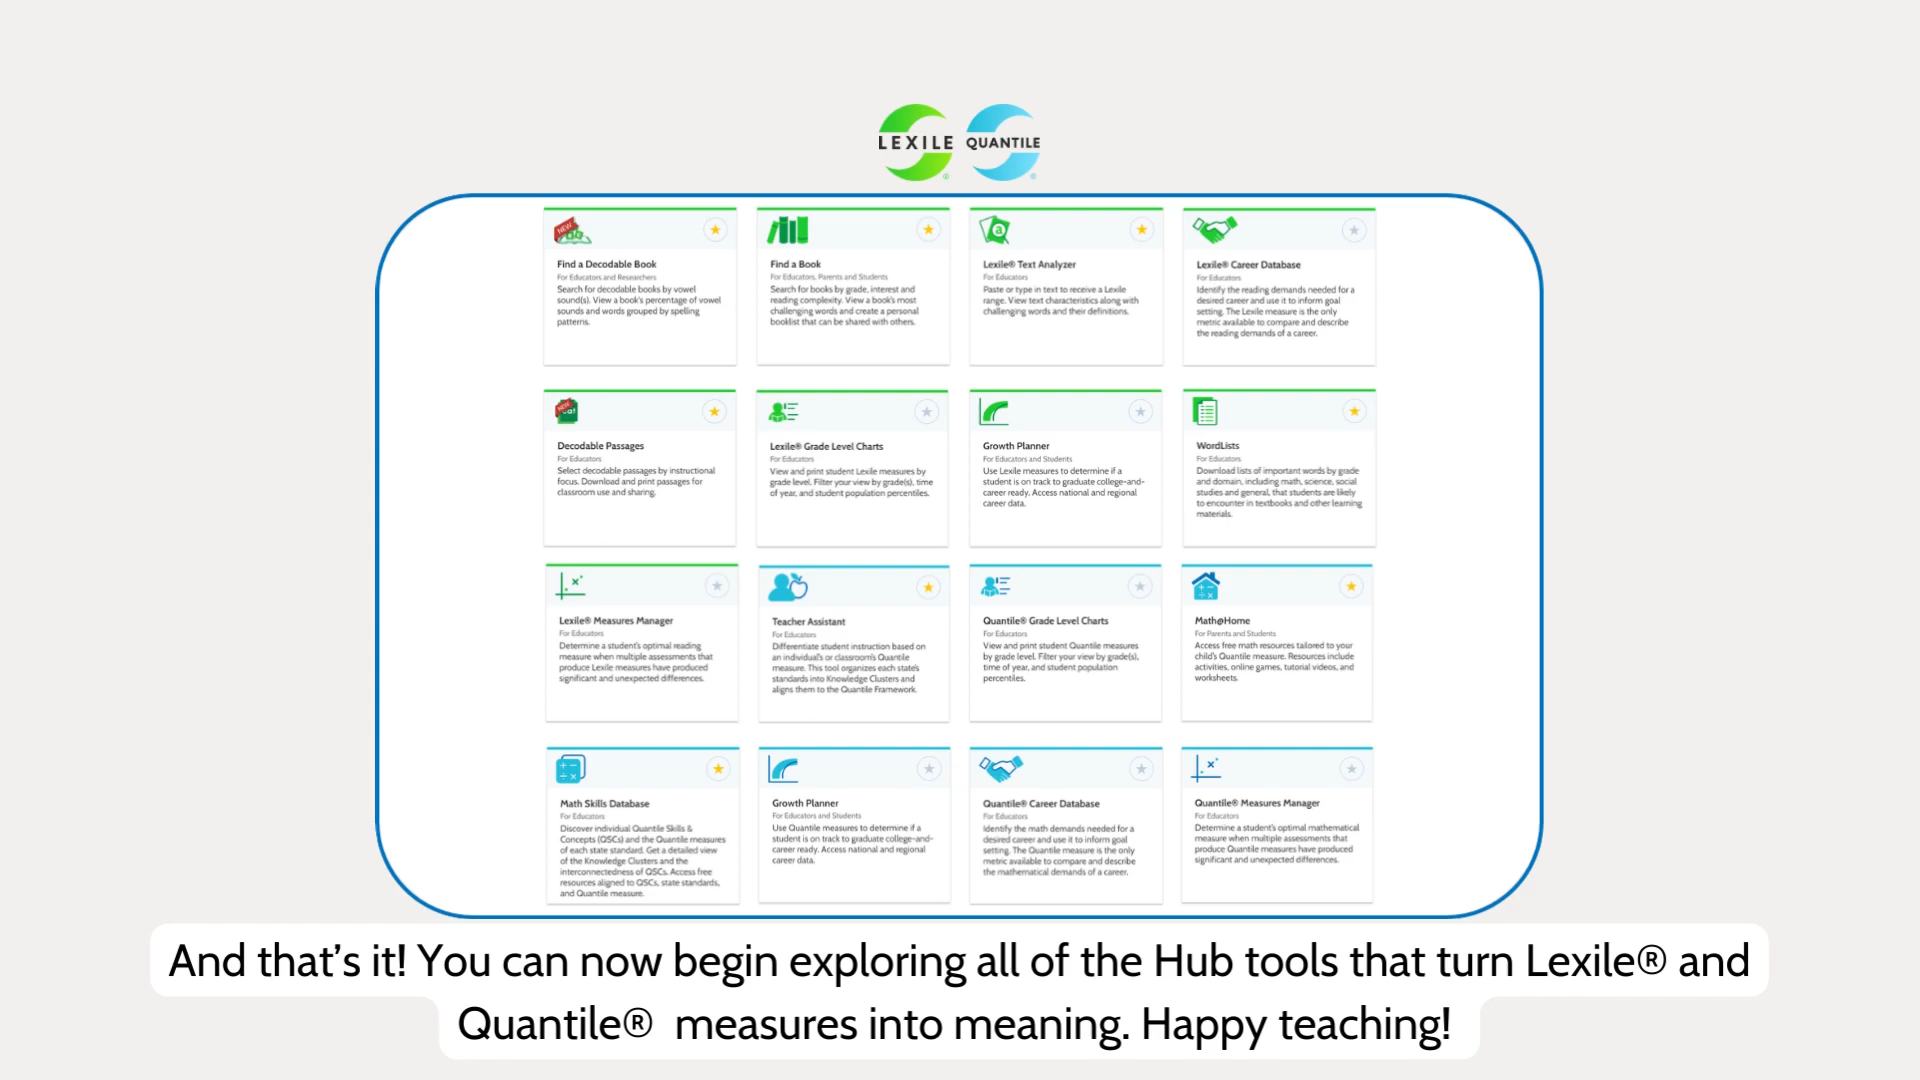 LEXILE QUANTILE
NEW
Find a Decodable Book
For Educators and Researchers
Search for decodable books by vowel
sound(s). View a book's percentage of vowel
sounds and words grouped by spelling
patterns.
Find a Book
For Educators, Parents and Students
Search for books by grade, interest and
reading complexity. View a book's most
challenging words and create a personal
booklist that can be shared with others.
a
Lexile® Text Analyzer
For Educators
Paste or type in text to receive a Lexile
range. View text characteristics along with
challenging words and their definitions.
Lexile® Career Database
For Educators
Identify the reading demands needed for a
desired career and use it to inform goal
setting. The Lexile measure is the only
metric available to compare and describe
the reading demands of a career.
NEW
Decodable Passages
For Educators
Select decodable passages by instructional
focus. Download and print passages for
classroom use and sharing.
Lexile® Grade Level Charts
For Educators
View and print student Lexile measures by
grade level. Filter your view by grade(s), time
of year, and student population percentiles.
Growth Planner
For Educators and Students
Use Lexile measures to determine if a
student is on track to graduate college-and-
career ready. Access national and regional
career data.
WordLists
For Educators
Download lists of important words by grade
and domain, including math, science, social
studies and general, that students are likely
to encounter in textbooks and other learning
materials.
Lexile® Measures Manager
For Educators
Determine a student's optimal reading
measure when multiple assessments that
produce Lexile measures have produced
significant and unexpected differences.
Teacher Assistant
For Educators
Differentiate student instruction based on
an individual's or classroom's Quantile
measure. This tool organizes each state's
standards into Knowledge Clusters and
aligns them to the Quantile Framework.
Quantile® Grade Level Charts
For Educators
View and print student Quantile measures
by grade level. Filter your view by grade(s),
time of year, and student population
percentiles.
Math@Home
For Parents and Students
Access free math resources tailored to your
child's Quantile measure. Resources include
activities, online games, tutorial videos, and
worksheets.
Math Skills Database
For Educators
Discover individual Quantile Skills &
Concepts (QSCs) and the Quantile measures
of each state standard. Get a detailed view
of the Knowledge Clusters and the
interconnectedness of QSCs. Access free
resources aligned to QSCs, state standards,
and Quantile measure.
Growth Planner
For Educators and Students
Use Quantile measures to determine if a
student is on track to graduate college-and-
career ready. Access national and regional
career data.
Quantile® Career Database
For Educators
Identify the math demands needed for a
desired career and use it to inform goal
setting. The Quantile measure is the only
metric available to compare and describe
the mathematical demands of a career.
Quantile® Measures Manager
For Educators
Determine a student's optimal mathematical
measure when multiple assessments that
produce Quantile measures have produced
significant and unexpected differences.
And that's it! You can now begin exploring all of the Hub tools that turn Lexile® and
Quantile® measures into meaning. Happy teaching!